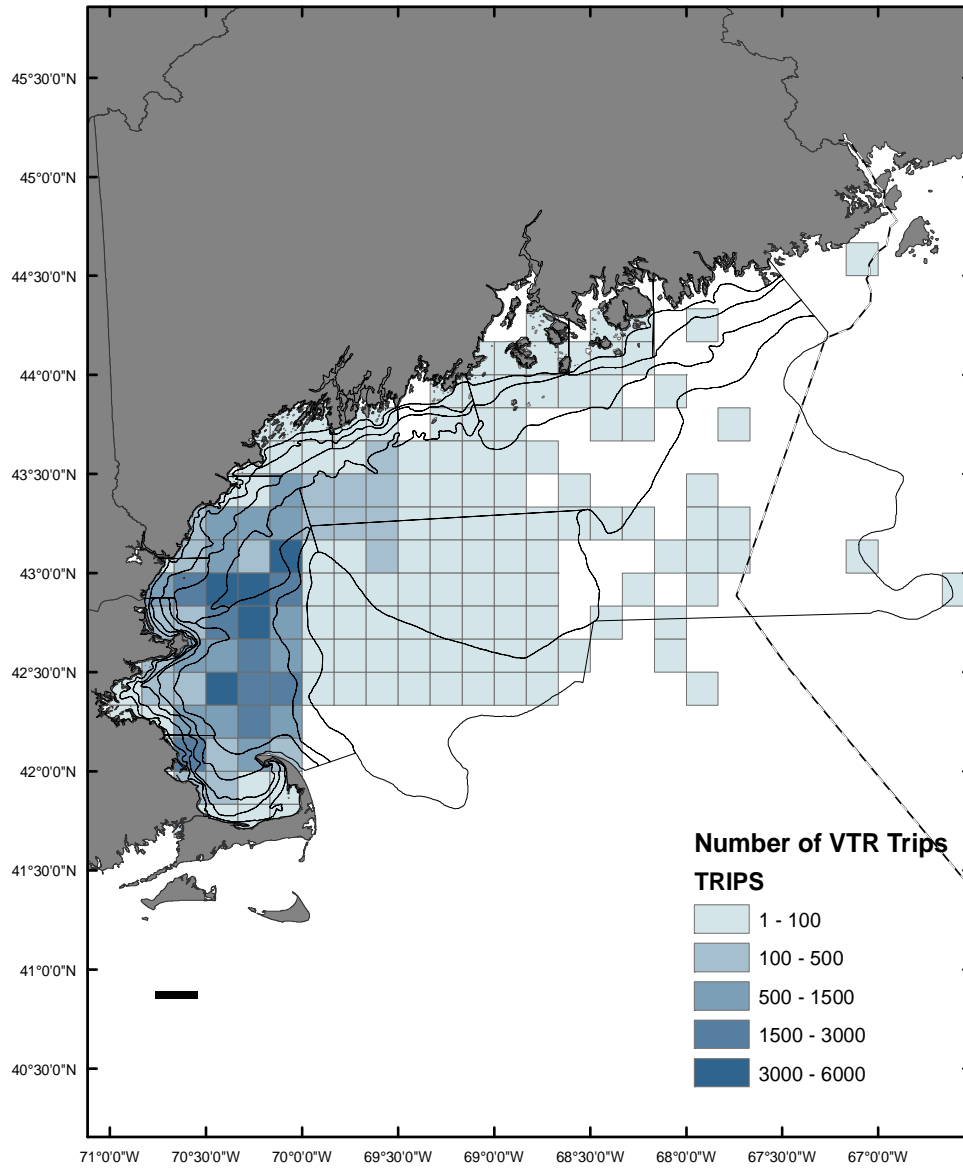 45°30'0"N
45°0'0"N
44°30'0"N
44°0'0"N
43°30'0"N
43°0'0"N
42°30'0"N
42°0'0"N
41°30'0"N
41°0'0"N
40°30'0"N
Number of VTR Trips
TRIPS
1 - 100
100 - 500
500 - 1500
1500 - 3000
3000 - 6000
71°0'0"W 70°30'0"W 70°0'0"W 69°30'0"W 69°0'0"W 68°30'0"W 68°0'0"W 67°30'0"W 67°0'0"W